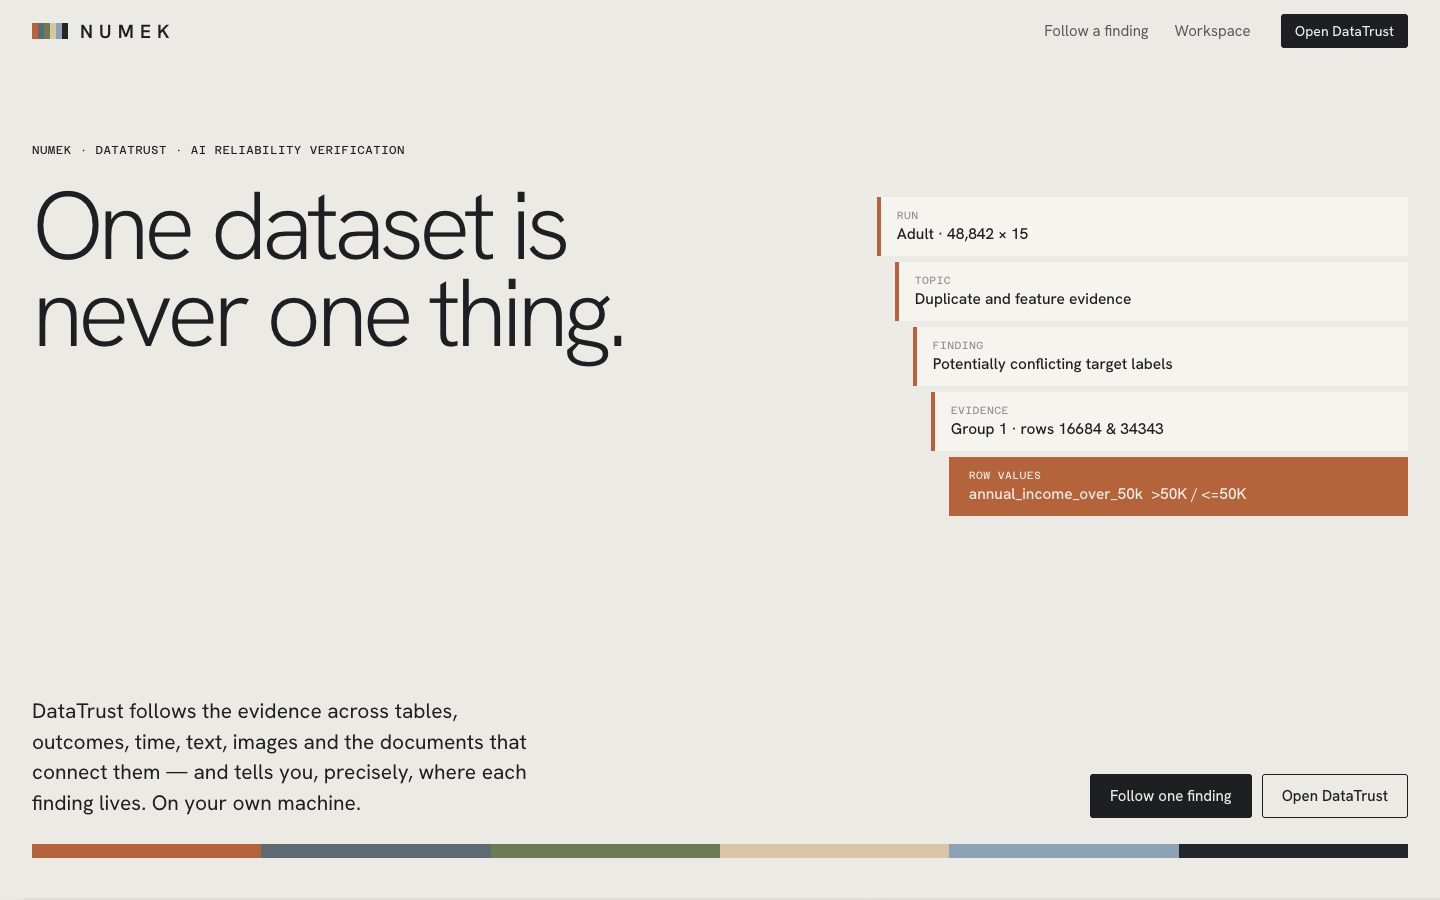 NUMEK
Follow a finding
Workspace
Open DataTrust
NUMEK · DATATRUST · AI RELIABILITY VERIFICATION
One dataset is
never one thing.
RUN
Adult · 48,842 × 15
TOPIC
Duplicate and feature evidence
FINDING
Potentially conflicting target labels
EVIDENCE
Group 1 · rows 16684 & 34343
ROW VALUES
annual_income_over_50k >50K / <=50K
DataTrust follows the evidence across tables,
outcomes, time, text, images and the documents that
connect them — and tells you, precisely, where each
finding lives. On your own machine.
Follow one finding
Open DataTrust